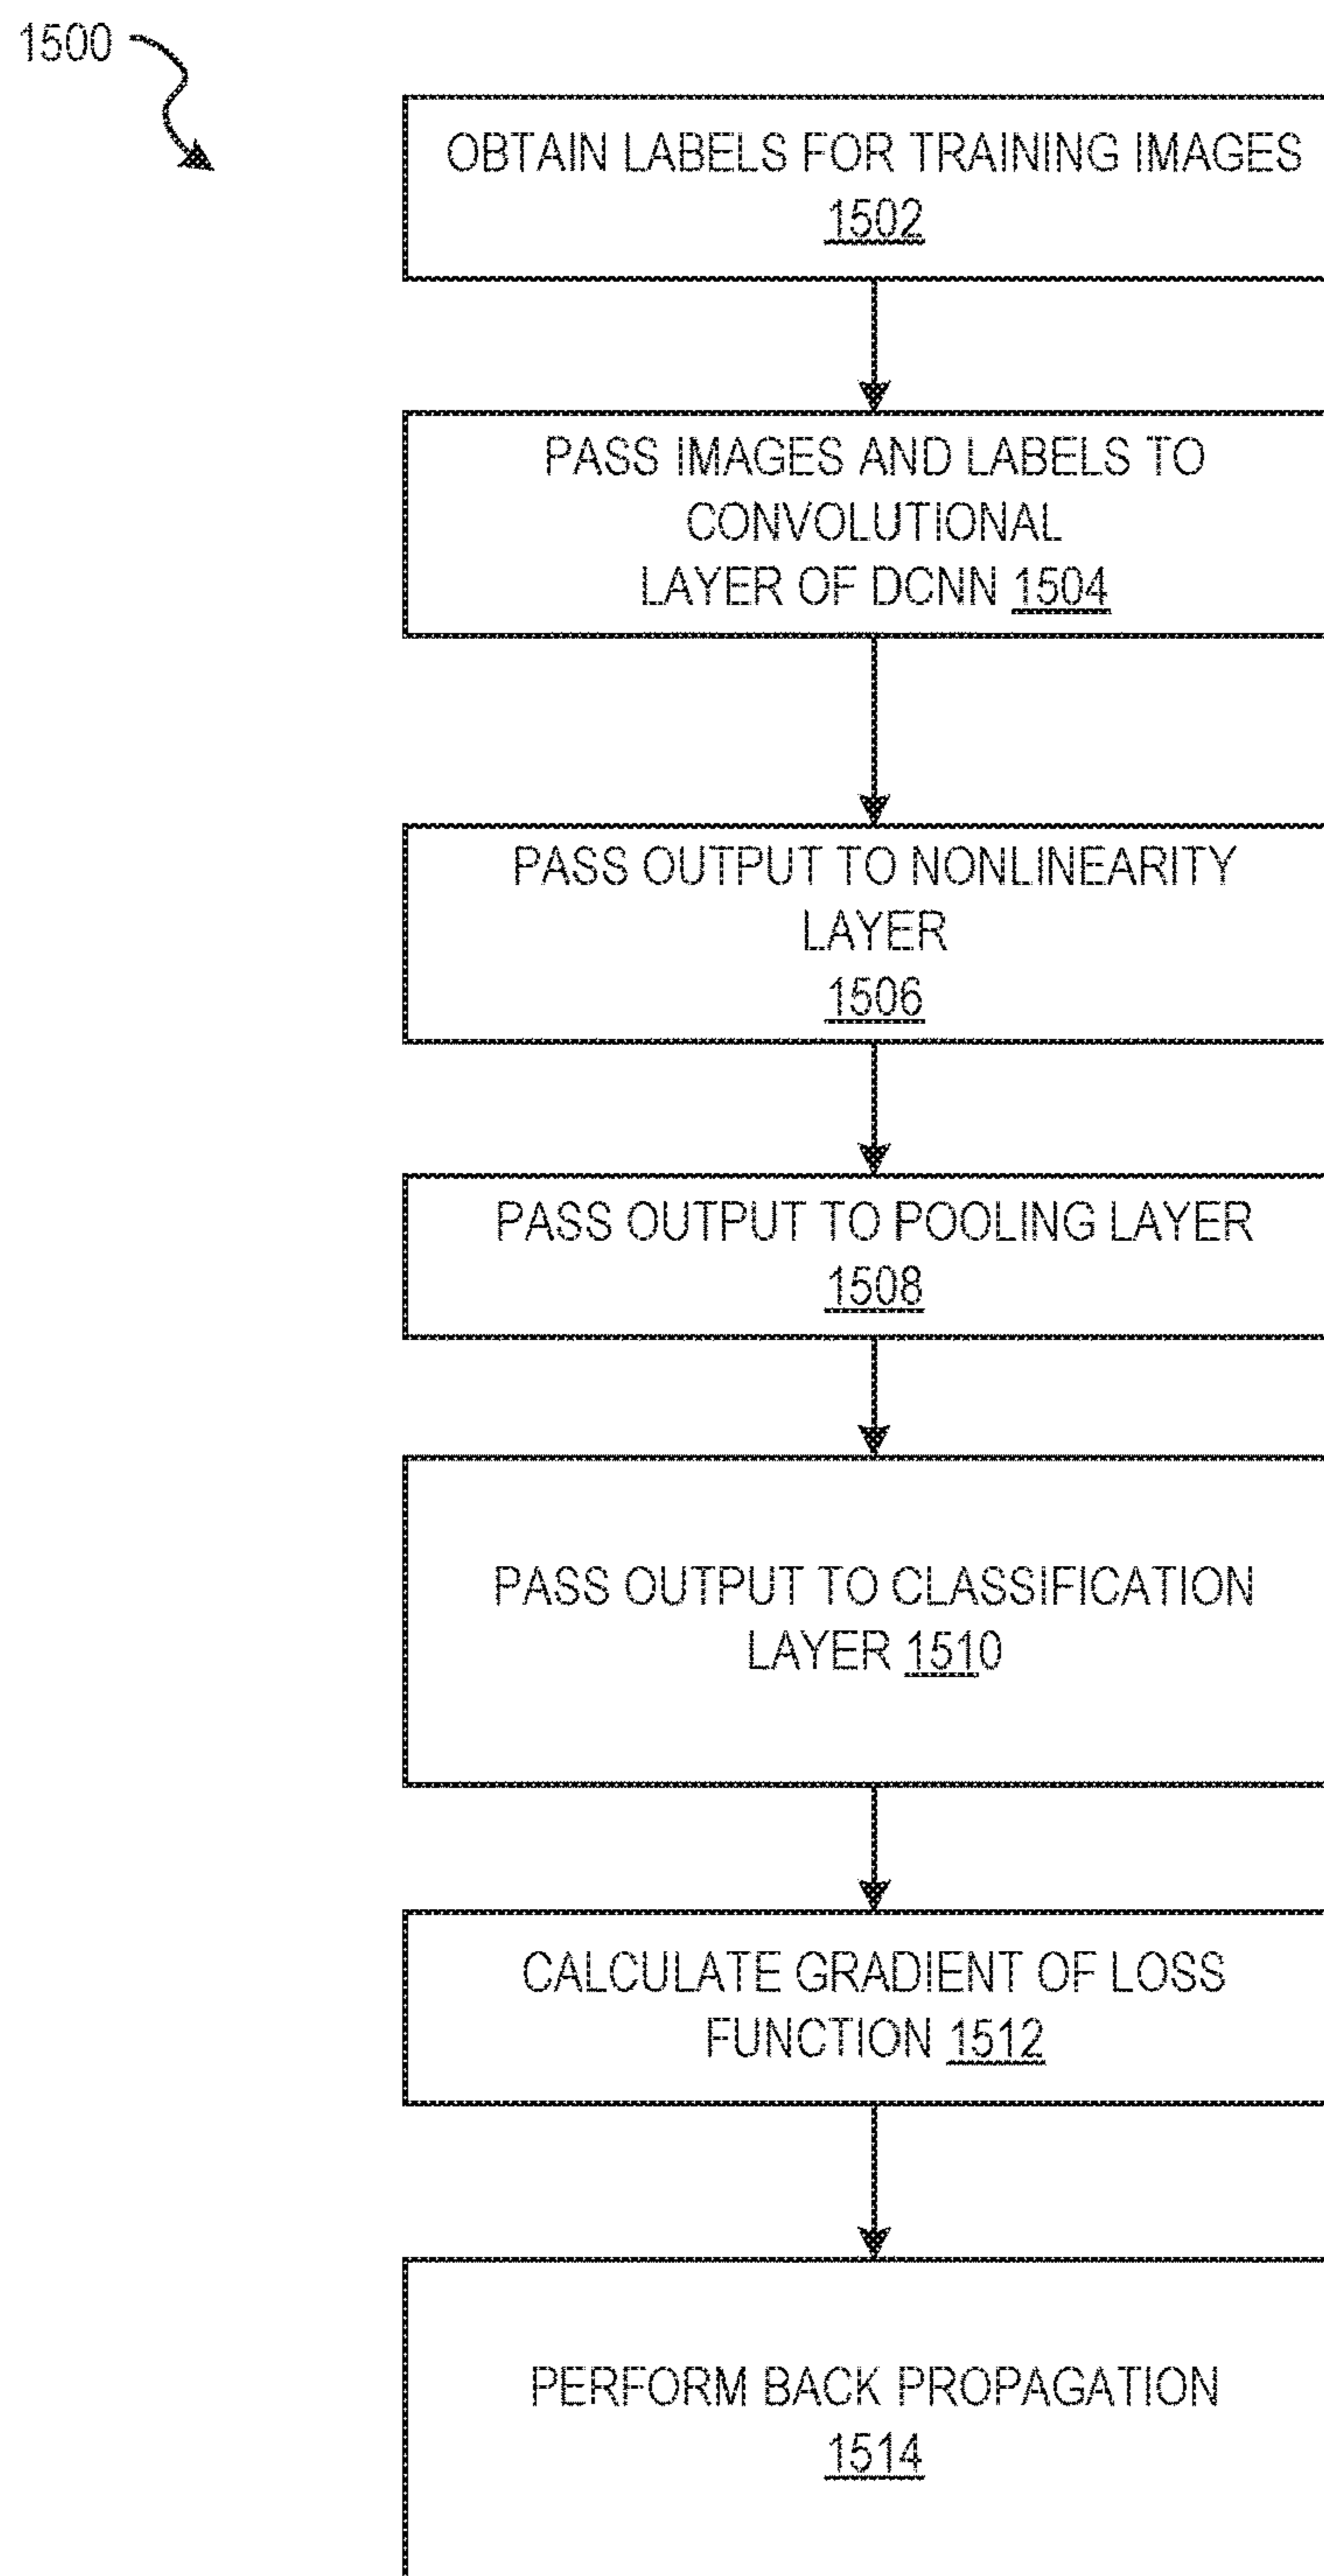 1500
OBTAIN LABELS FOR TRAINING IMAGES
1502
PASS IMAGES AND LABELS TO
CONVOLUTIONAL
LAYER OF DCNN 1504
PASS OUTPUT TO NONLINEARITY
LAYER
1506
PASS OUTPUT TO POOLING LAYER
1508
PASS OUTPUT TO CLASSIFICATION
LAYER 1510
CALCULATE GRADIENT OF LOSS
FUNCTION 1512
PERFORM BACK PROPAGATION
1514